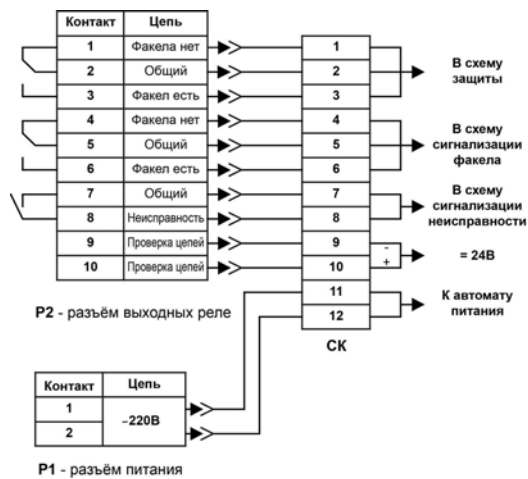 Контакт Цепь
1 Факела нет 1
2 Общий 2
3 Факел есть 3
В схему
защиты
4 Факела нет 4
5 Общий 5
6 Факел есть 6
В схему
сигнализации
факела
7 Общий 7
8 Неисправность 8
В схему
сигнализации
неисправности
9 Проверка цепей 9 -
10 Проверка цепей 10 +
= 24В
11
12
К автомату
питания
Р2 - разъём выходных реле
СК
Контакт Цепь
1
2
~220В
Р1 - разъём питания